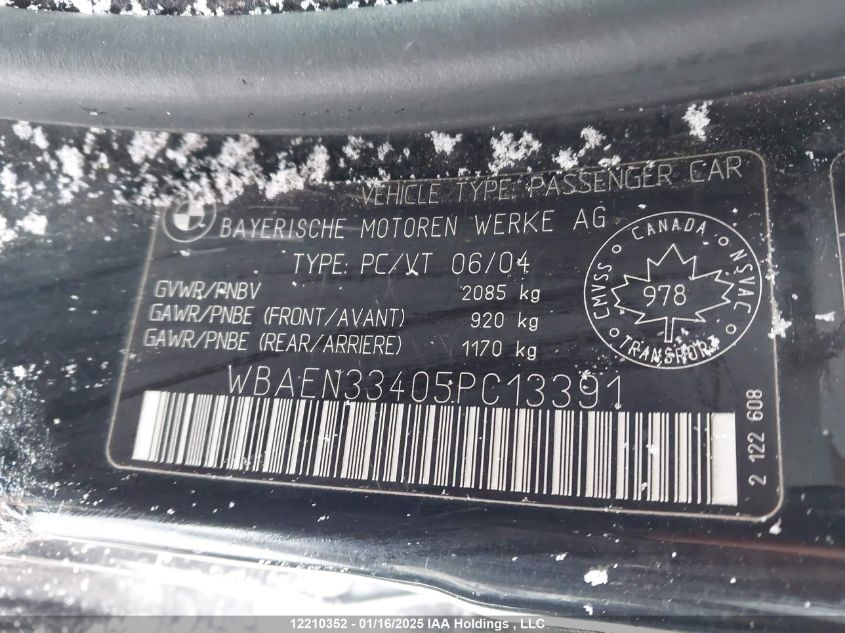 VEHICLE TYPE: PASSENGER CAR
BAYERISCHE MOTOREN WERKE AG
TYPE: PC/VT 06/04
GVWR/PNBV 2085 kg
GAWR/PNBE (FRONT/AVANT) 920 kg
GAWR/PNBE (REAR/ARRIERE) 1170 kg
CANADA
CMVSS
NSVAC
978
TRANSPORT
WBAEN33405PC13391
2 122 608
12210352 - 01/16/2025 IAA Holdings , LLC